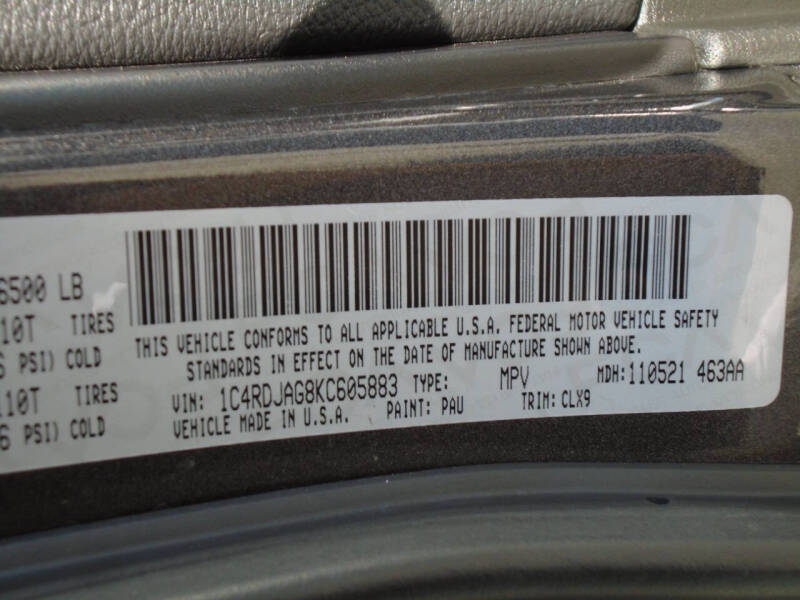 6500 LB
10T TIRES
6 PSI) COLD
110T TIRES
6 PSI) COLD
THIS VEHICLE CONFORMS TO ALL APPLICABLE U.S.A. FEDERAL MOTOR VEHICLE SAFETY
STANDARDS IN EFFECT ON THE DATE OF MANUFACTURE SHOWN ABOVE.
VIN: 1C4RDJAG8KC605883 TYPE: MPV MDH: 110521 463AA
VEHICLE MADE IN U.S.A. PAINT: PAU TRIM: CLX9